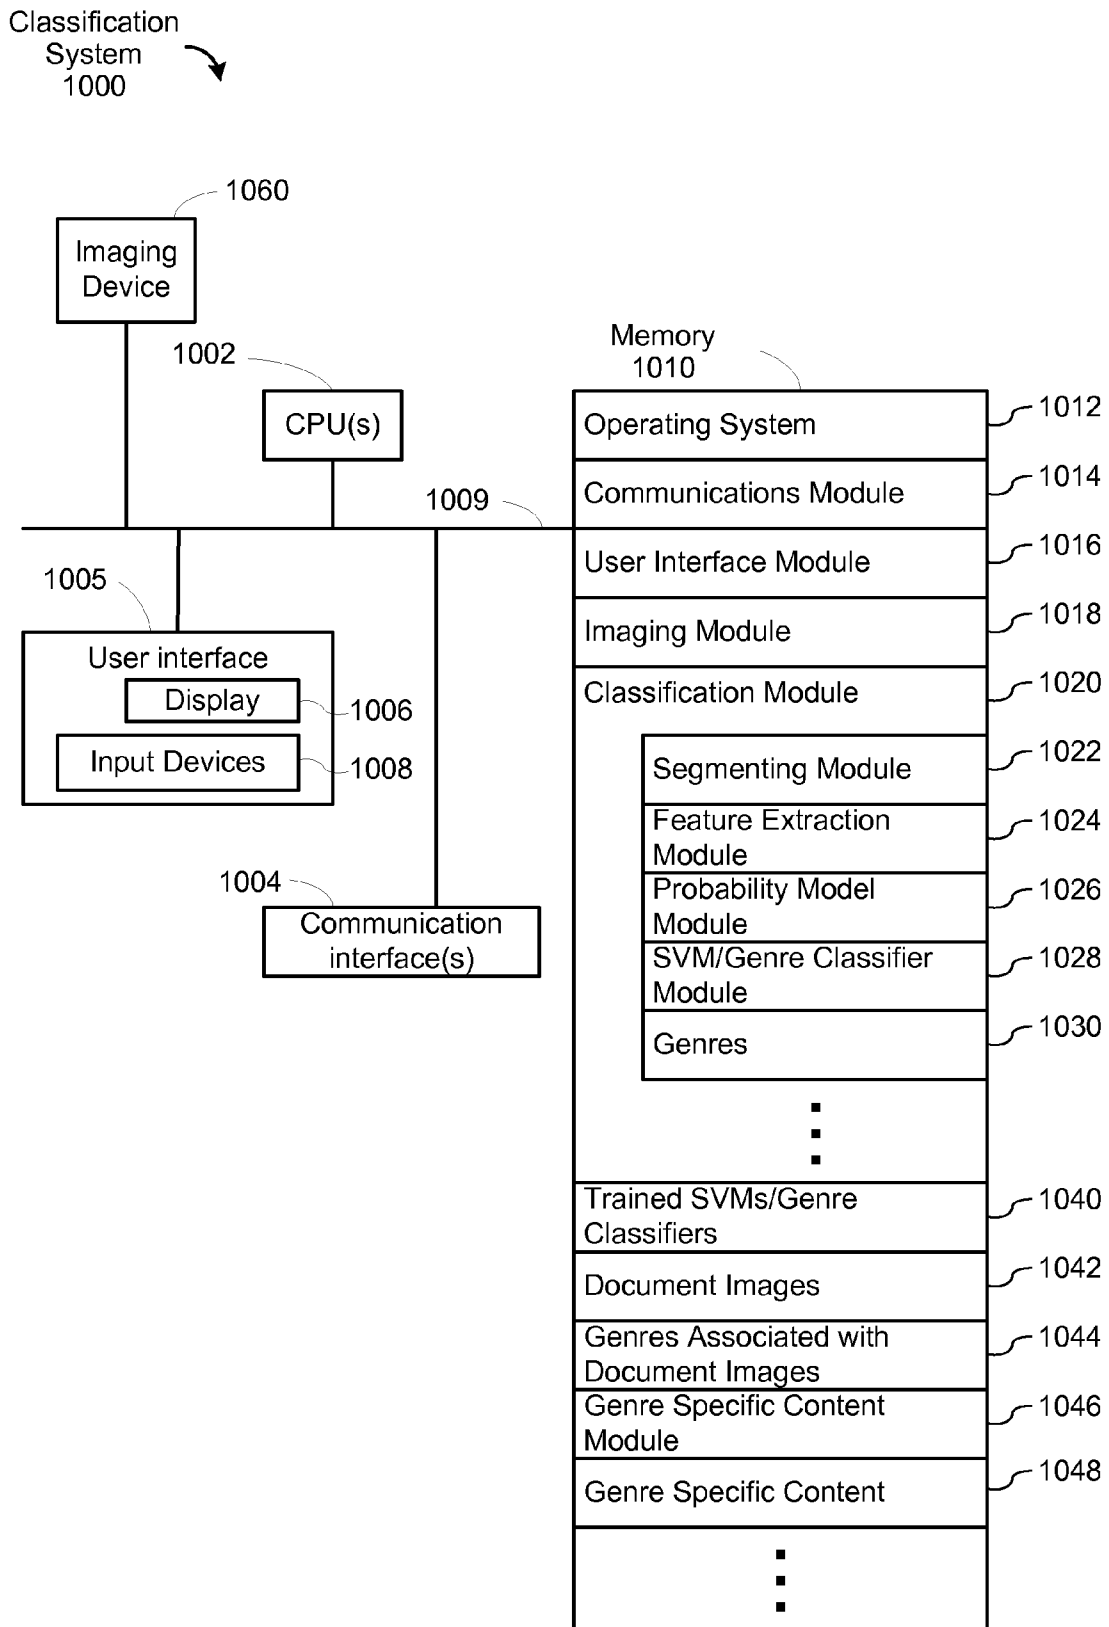 Classification
System
1000
1060
Imaging
Device
1002
CPU(s)
1009
1005
User interface
Display
1006
Input Devices
1008
1004
Communication
interface(s)
Memory
1010
Operating System
1012
Communications Module
1014
User Interface Module
1016
Imaging Module
1018
Classification Module
1020
Segmenting Module
1022
Feature Extraction
Module
1024
Probability Model
Module
1026
SVM/Genre Classifier
Module
1028
Genres
1030
Trained SVMs/Genre
Classifiers
1040
Document Images
1042
Genres Associated with
Document Images
1044
Genre Specific Content
Module
1046
Genre Specific Content
1048